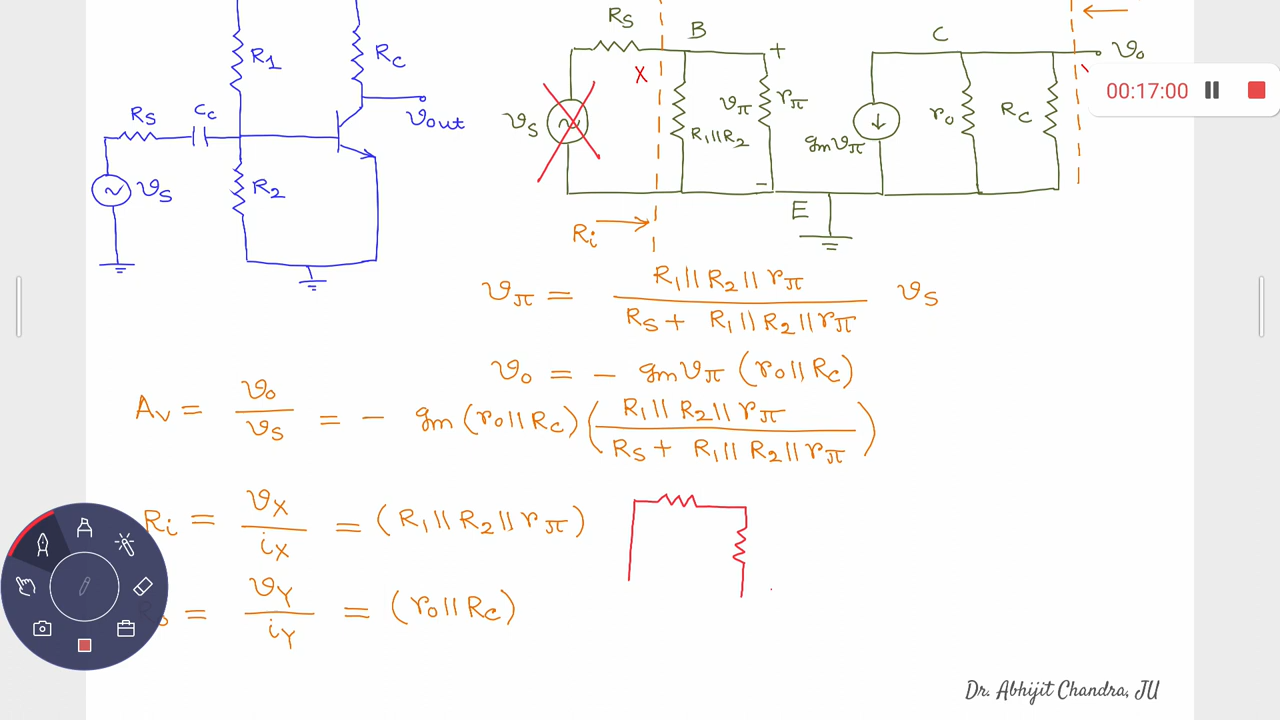 R1
Rc
Rs
Cc
Vout
Vs
R2
Rs
B
C
Vo
X
+
Vs
R1||R2
Vπ
rπ
gmVπ
ro
Rc
−
E
Ri
00:17:00
Vπ = R1||R2||rπ / Rs + R1||R2||rπ Vs
Vo = − gmVπ (ro||Rc)
Av = Vo / Vs = − gm (ro||Rc) (R1||R2||rπ / Rs + R1||R2||rπ)
Ri = Vx / ix = (R1||R2||rπ)
= VY / iY = (ro||Rc)
Dr. Abhijit Chandra, JU